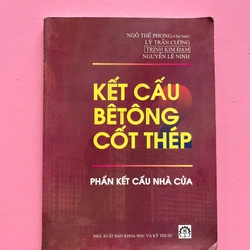 NGÔ THẾ PHONG (Chủ biên)
LÝ TRẦN CƯỜNG
TRỊNH KIM ĐẠM
NGUYỄN LÊ NINH
KẾT CẤU
BÊTÔNG
CỐT THÉP
PHẦN KẾT CẤU NHÀ CỬA
NHÀ XUẤT BẢN KHOA HỌC VÀ KỸ THUẬT